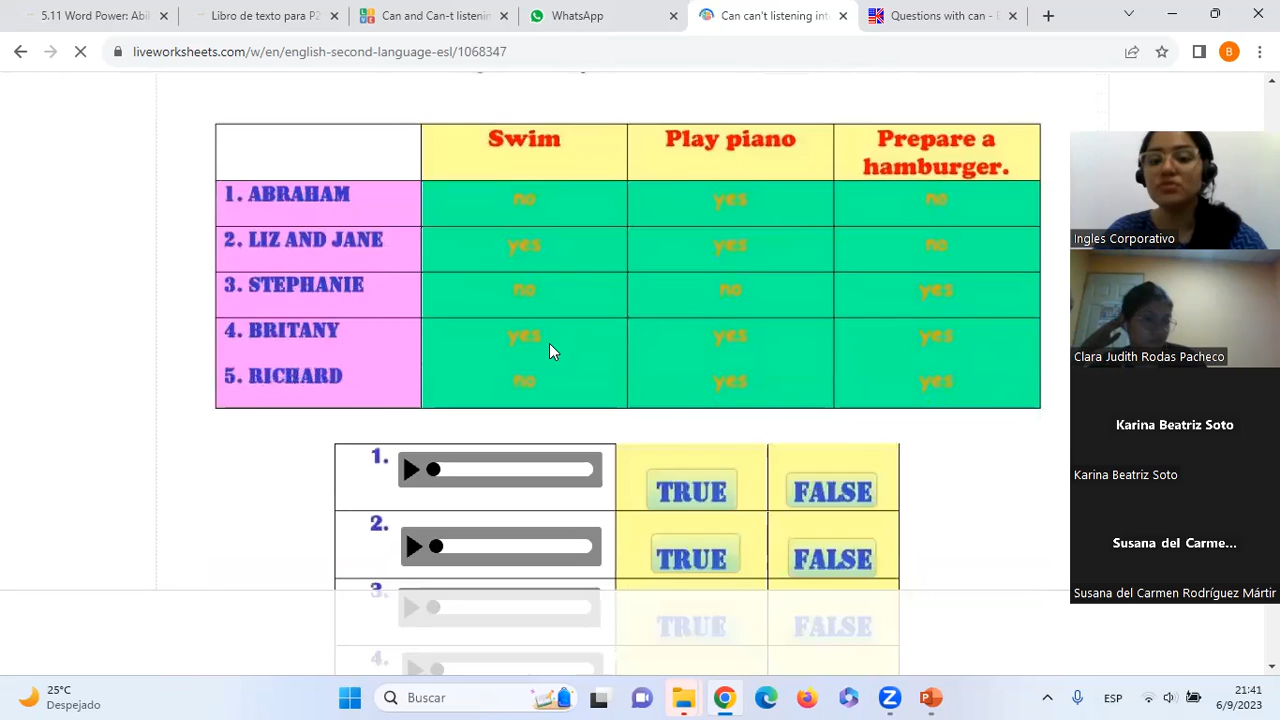 5.11 Word Power: Abil
Libro de texto para P2
Can and Can-t listenin
WhatsApp
Can can't listening inte
Questions with can - E
liveworksheets.com/w/en/english-second-language-esl/1068347
B
Swim
Play piano
Prepare a
hamburger.
1. ABRAHAM
no
yes
no
2. LIZ AND JANE
yes
yes
no
3. STEPHANIE
no
no
yes
4. BRITANY
yes
yes
yes
5. RICHARD
no
yes
yes
1.
TRUE
FALSE
2.
TRUE
FALSE
3.
TRUE
FALSE
4.
Ingles Corporativo
Clara Judith Rodas Pacheco
Karina Beatriz Soto
Karina Beatriz Soto
Susana del Carme...
Susana del Carmen Rodríguez Mártir
25°C
Despejado
Buscar
ESP
21:41
6/9/2023